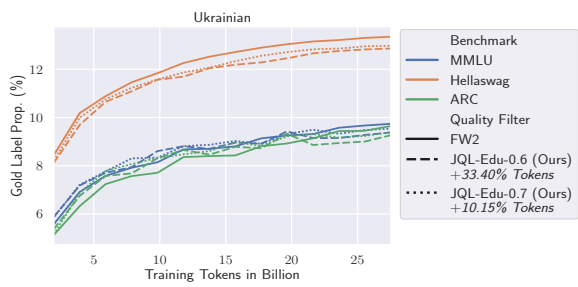 Ukrainian
Gold Label Prop. (%)
12
10
8
6
5
10
15
20
25
Training Tokens in Billion
Benchmark
MMLU
Hellaswag
ARC
Quality Filter
FW2
JQL-Edu-0.6 (Ours)
+33.40% Tokens
JQL-Edu-0.7 (Ours)
+10.15% Tokens